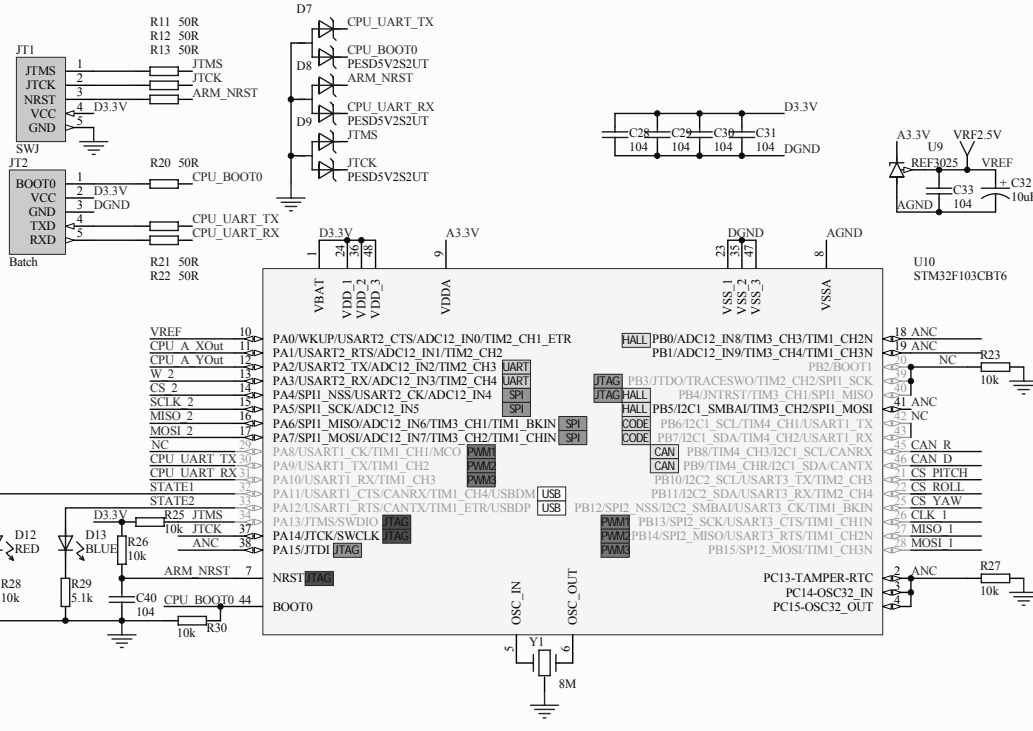 R11 50R
R12 50R
R13 50R
JT1
JTMS 1 JTMS
JTCK 2 JTCK
NRST 3 ARM_NRST
VCC 4 D3.3V
GND 5
SWJ
JT2
R20 50R
BOOT0 1 CPU_BOOT0
VCC 2 D3.3V
GND 3 DGND
TXD 4 CPU_UART_TX
RXD 5 CPU_UART_RX
Batch
R21 50R
R22 50R
D7
CPU_UART_TX
CPU_BOOT0
D8 PESD5V2S2UT
ARM_NRST
CPU_UART_RX
D9 PESD5V2S2UT
JTMS
JTCK
PESD5V2S2UT
D3.3V
C28 C29 C30 C31
104 104 104 104
DGND
A3.3V VRF2.5V
U9
REF3025 VREF
C33 C32
104 10uF
AGND
D3.3V A3.3V DGND AGND
1 24 36 48 9 23 35 47 8
VBAT VDD_1 VDD_2 VDD_3 VDDA VSS_1 VSS_2 VSS_3 VSSA
U10
STM32F103CBT6
VREF 10 PA0/WKUP/USART2_CTS/ADC12_IN0/TIM2_CH1_ETR
CPU_A_XOut 11 PA1/USART2_RTS/ADC12_IN1/TIM2_CH2
CPU_A_YOut 12 PA2/USART2_TX/ADC12_IN2/TIM2_CH3 UART
W_2 13 PA3/USART2_RX/ADC12_IN3/TIM2_CH4 UART
CS_2 14 PA4/SPI1_NSS/USART2_CK/ADC12_IN4 SPI
SCLK_2 15 PA5/SPI1_SCK/ADC12_IN5 SPI
MISO_2 16 PA6/SPI1_MISO/ADC12_IN6/TIM3_CH1/TIM1_BKIN SPI
MOSI_2 17 PA7/SPI1_MOSI/ADC12_IN7/TIM3_CH2/TIM1_CHIN SPI
NC 29 PA8/USART1_CK/TIM1_CH1/MCO PWM1
CPU_UART_TX 30 PA9/USART1_TX/TIM1_CH2 PWM2
CPU_UART_RX 31 PA10/USART1_RX/TIM1_CH3 PWM3
STATE1 32 PA11/USART1_CTS/CANRX/TIM1_CH4/USBDM USB
STATE2 33 PA12/USART1_RTS/CANTX/TIM1_ETR/USBDP USB
D3.3V R25 10k JTMS 34 PA13/JTMS/SWDIO JTAG
JTCK 37 PA14/JTCK/SWCLK JTAG
ANC 38 PA15/JTDI JTAG
ARM_NRST 7 NRST JTAG
CPU_BOOT0 44 BOOT0
HALL PB0/ADC12_IN8/TIM3_CH3/TIM1_CH2N 18 ANC
PB1/ADC12_IN9/TIM3_CH4/TIM1_CH3N 19 ANC
PB2/BOOT1 20 NC
JTAG PB3/JTDO/TRACESWO/TIM2_CH2/SPI1_SCK 39
JTAG HALL PB4/JNTRST/TIM3_CH1/SPI1_MISO 40
HALL PB5/I2C1_SMBAI/TIM3_CH2/SPI1_MOSI 41 ANC
CODE PB6/I2C1_SCL/TIM4_CH1/USART1_TX 42 NC
CODE PB7/I2C1_SDA/TIM4_CH2/USART1_RX 43
CAN PB8/TIM4_CH3/I2C1_SCL/CANRX 45 CAN_R
CAN PB9/TIM4_CHR/I2C1_SDA/CANTX 46 CAN_D
PB10/I2C2_SCL/USART3_TX/TIM2_CH3 21 CS_PITCH
PB11/I2C2_SDA/USART3_RX/TIM2_CH4 22 CS_ROLL
PB12/SPI2_NSS/I2C2_SMBAI/USART3_CK/TIM1_BKIN 25 CS_YAW
PWM1 PB13/SPI2_SCK/USART3_CTS/TIM1_CH1N 26 CLK_1
PWM2 PB14/SPI2_MISO/USART3_RTS/TIM1_CH2N 27 MISO_1
PWM3 PB15/SP12_MOSI/TIM1_CH3N 28 MOSI_1
PC13-TAMPER-RTC 2 ANC
PC14-OSC32_IN 3
PC15-OSC32_OUT 4
R23
10k
R27
10k
D12
RED
D13
BLUE
R26
10k
R28
10k
R29
5.1k
C40
104
10k R30
OSC_IN OSC_OUT
5 6
Y1
8M